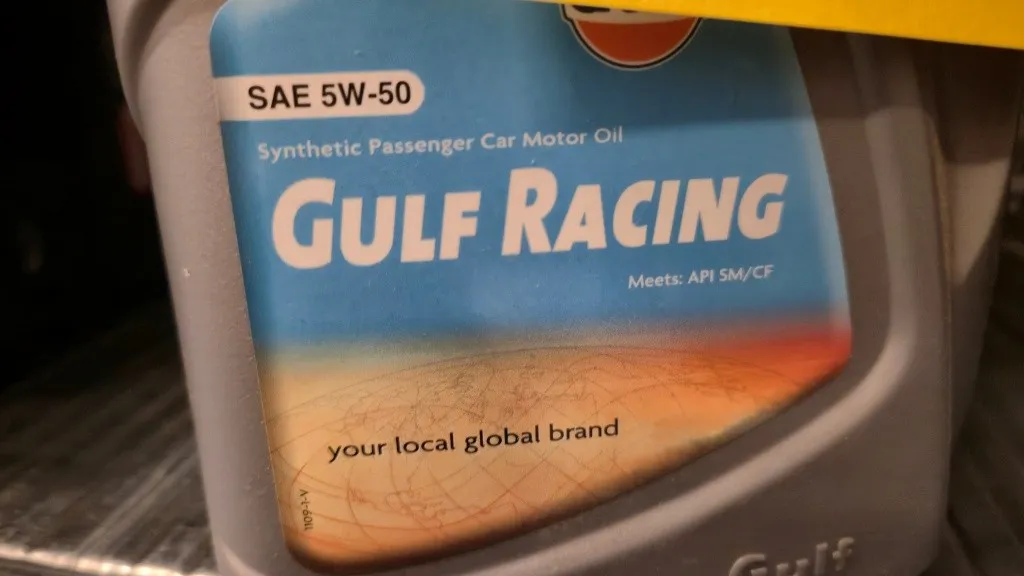 SAE 5W-50
Synthetic Passenger Car Motor Oil
GULF RACING
Meets: API SM/CF
your local global brand
Gulf